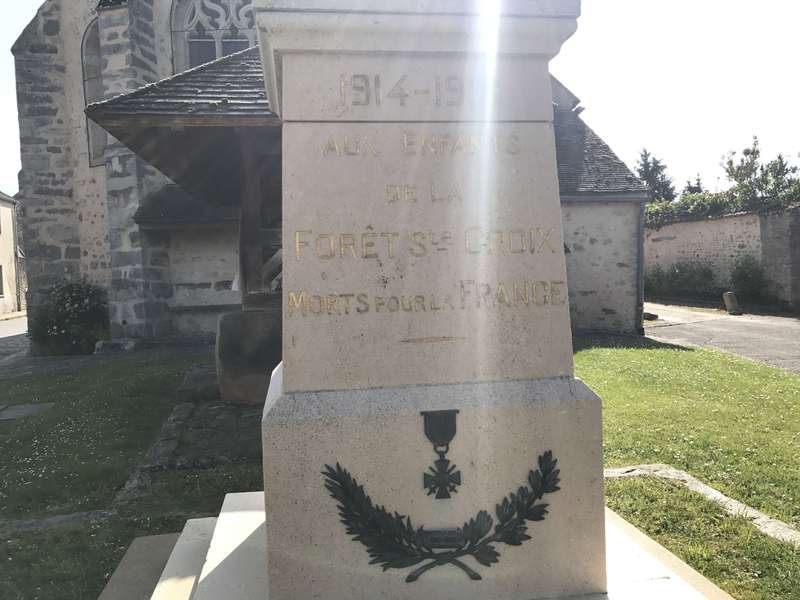 1914-19
AUX ENFANTS
DE LA
FORÊT STE CROIX
MORTS POUR LA FRANCE